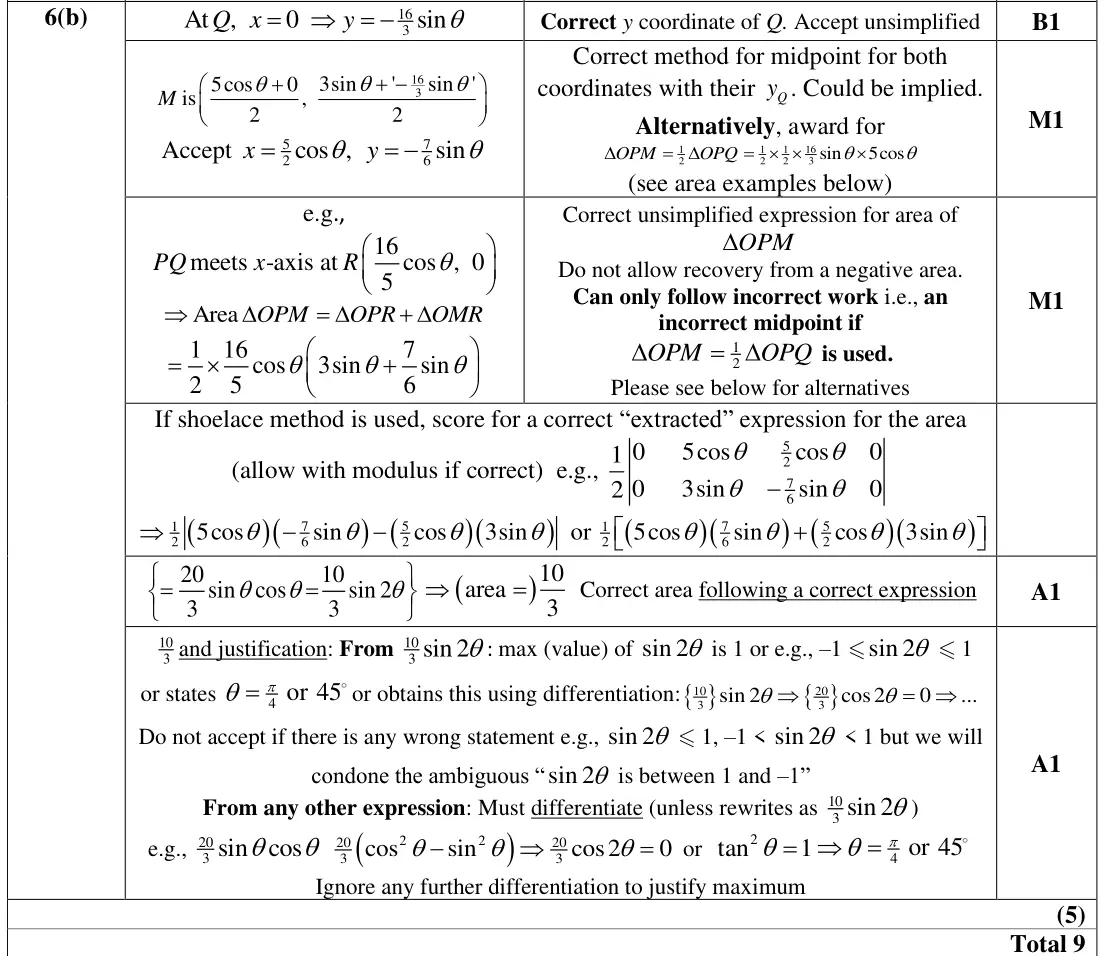 6(b)
At Q, x = 0 ⇒ y = −16/3 sin θ
Correct y coordinate of Q. Accept unsimplified
B1
M is ( (5cos θ + 0)/2 , (3sin θ + '−16/3 sin θ')/2 )
Accept x = 5/2 cos θ, y = −7/6 sin θ
Correct method for midpoint for both
coordinates with their y_Q. Could be implied.
Alternatively, award for
ΔOPM = 1/2 ΔOPQ = 1/2 × 1/2 × 16/3 sin θ × 5cos θ
(see area examples below)
M1
e.g.,
PQ meets x-axis at R (16/5 cos θ, 0)
⇒ Area ΔOPM = ΔOPR + ΔOMR
= 1/2 × 16/5 cos θ (3sin θ + 7/6 sin θ)
Correct unsimplified expression for area of
ΔOPM
Do not allow recovery from a negative area.
Can only follow incorrect work i.e., an
incorrect midpoint if
ΔOPM = 1/2 ΔOPQ is used.
Please see below for alternatives
M1
If shoelace method is used, score for a correct “extracted” expression for the area
(allow with modulus if correct) e.g., 1/2 | 0 5cos θ 5/2 cos θ 0
0 3sin θ −7/6 sin θ 0 |
⇒ 1/2 |(5cos θ)(−7/6 sin θ) − (5/2 cos θ)(3sin θ)| or 1/2 [(5cos θ)(7/6 sin θ) + (5/2 cos θ)(3sin θ)]
{= 20/3 sin θ cos θ = 10/3 sin 2θ} ⇒ (area =) 10/3 Correct area following a correct expression
A1
10/3 and justification: From 10/3 sin 2θ : max (value) of sin 2θ is 1 or e.g., –1 ⩽ sin 2θ ⩽ 1
or states θ = π/4 or 45° or obtains this using differentiation: {10/3} sin 2θ ⇒ {20/3} cos 2θ = 0 ⇒ ...
Do not accept if there is any wrong statement e.g., sin 2θ ⩽ 1, –1 < sin 2θ < 1 but we will
condone the ambiguous “sin 2θ is between 1 and –1”
From any other expression: Must differentiate (unless rewrites as 10/3 sin 2θ)
e.g., 20/3 sin θ cos θ 20/3 (cos² θ − sin² θ) ⇒ 20/3 cos 2θ = 0 or tan² θ = 1 ⇒ θ = π/4 or 45°
Ignore any further differentiation to justify maximum
A1
(5)
Total 9